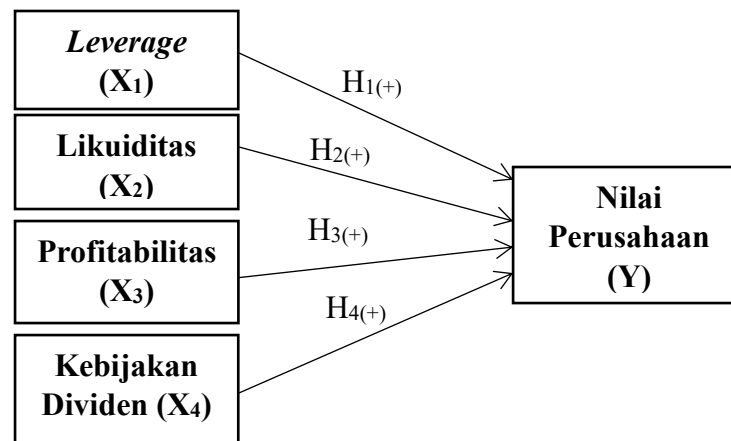 Leverage
(X₁)
H₁₍₊₎
Likuiditas
(X₂)
H₂₍₊₎
Profitabilitas
(X₃)
H₃₍₊₎
Kebijakan
Dividen (X₄)
H₄₍₊₎
Nilai
Perusahaan
(Y)